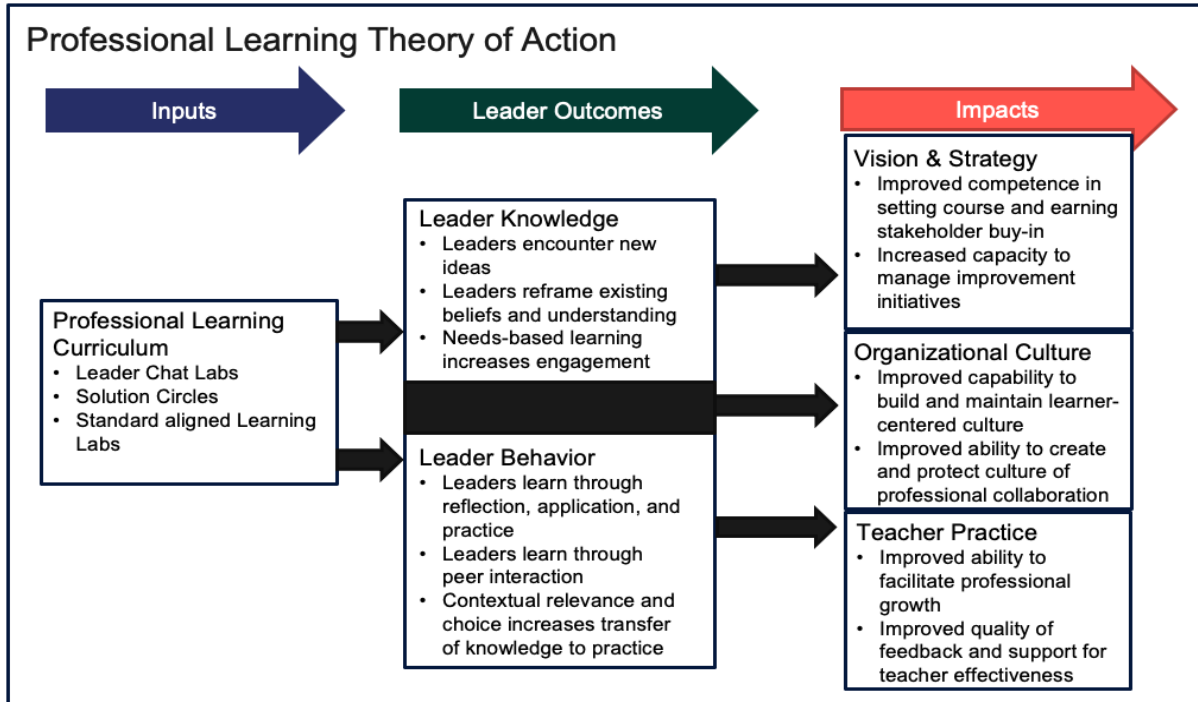 Professional Learning Theory of Action
Inputs
Leader Outcomes
Impacts
Professional Learning
Curriculum
• Leader Chat Labs
• Solution Circles
• Standard aligned Learning
Labs
Leader Knowledge
• Leaders encounter new
ideas
• Leaders reframe existing
beliefs and understanding
• Needs-based learning
increases engagement
Leader Behavior
• Leaders learn through
reflection, application, and
practice
• Leaders learn through
peer interaction
• Contextual relevance and
choice increases transfer
of knowledge to practice
Vision & Strategy
• Improved competence in
setting course and earning
stakeholder buy-in
• Increased capacity to
manage improvement
initiatives
Organizational Culture
• Improved capability to
build and maintain learner-
centered culture
• Improved ability to create
and protect culture of
professional collaboration
Teacher Practice
• Improved ability to
facilitate professional
growth
• Improved quality of
feedback and support for
teacher effectiveness